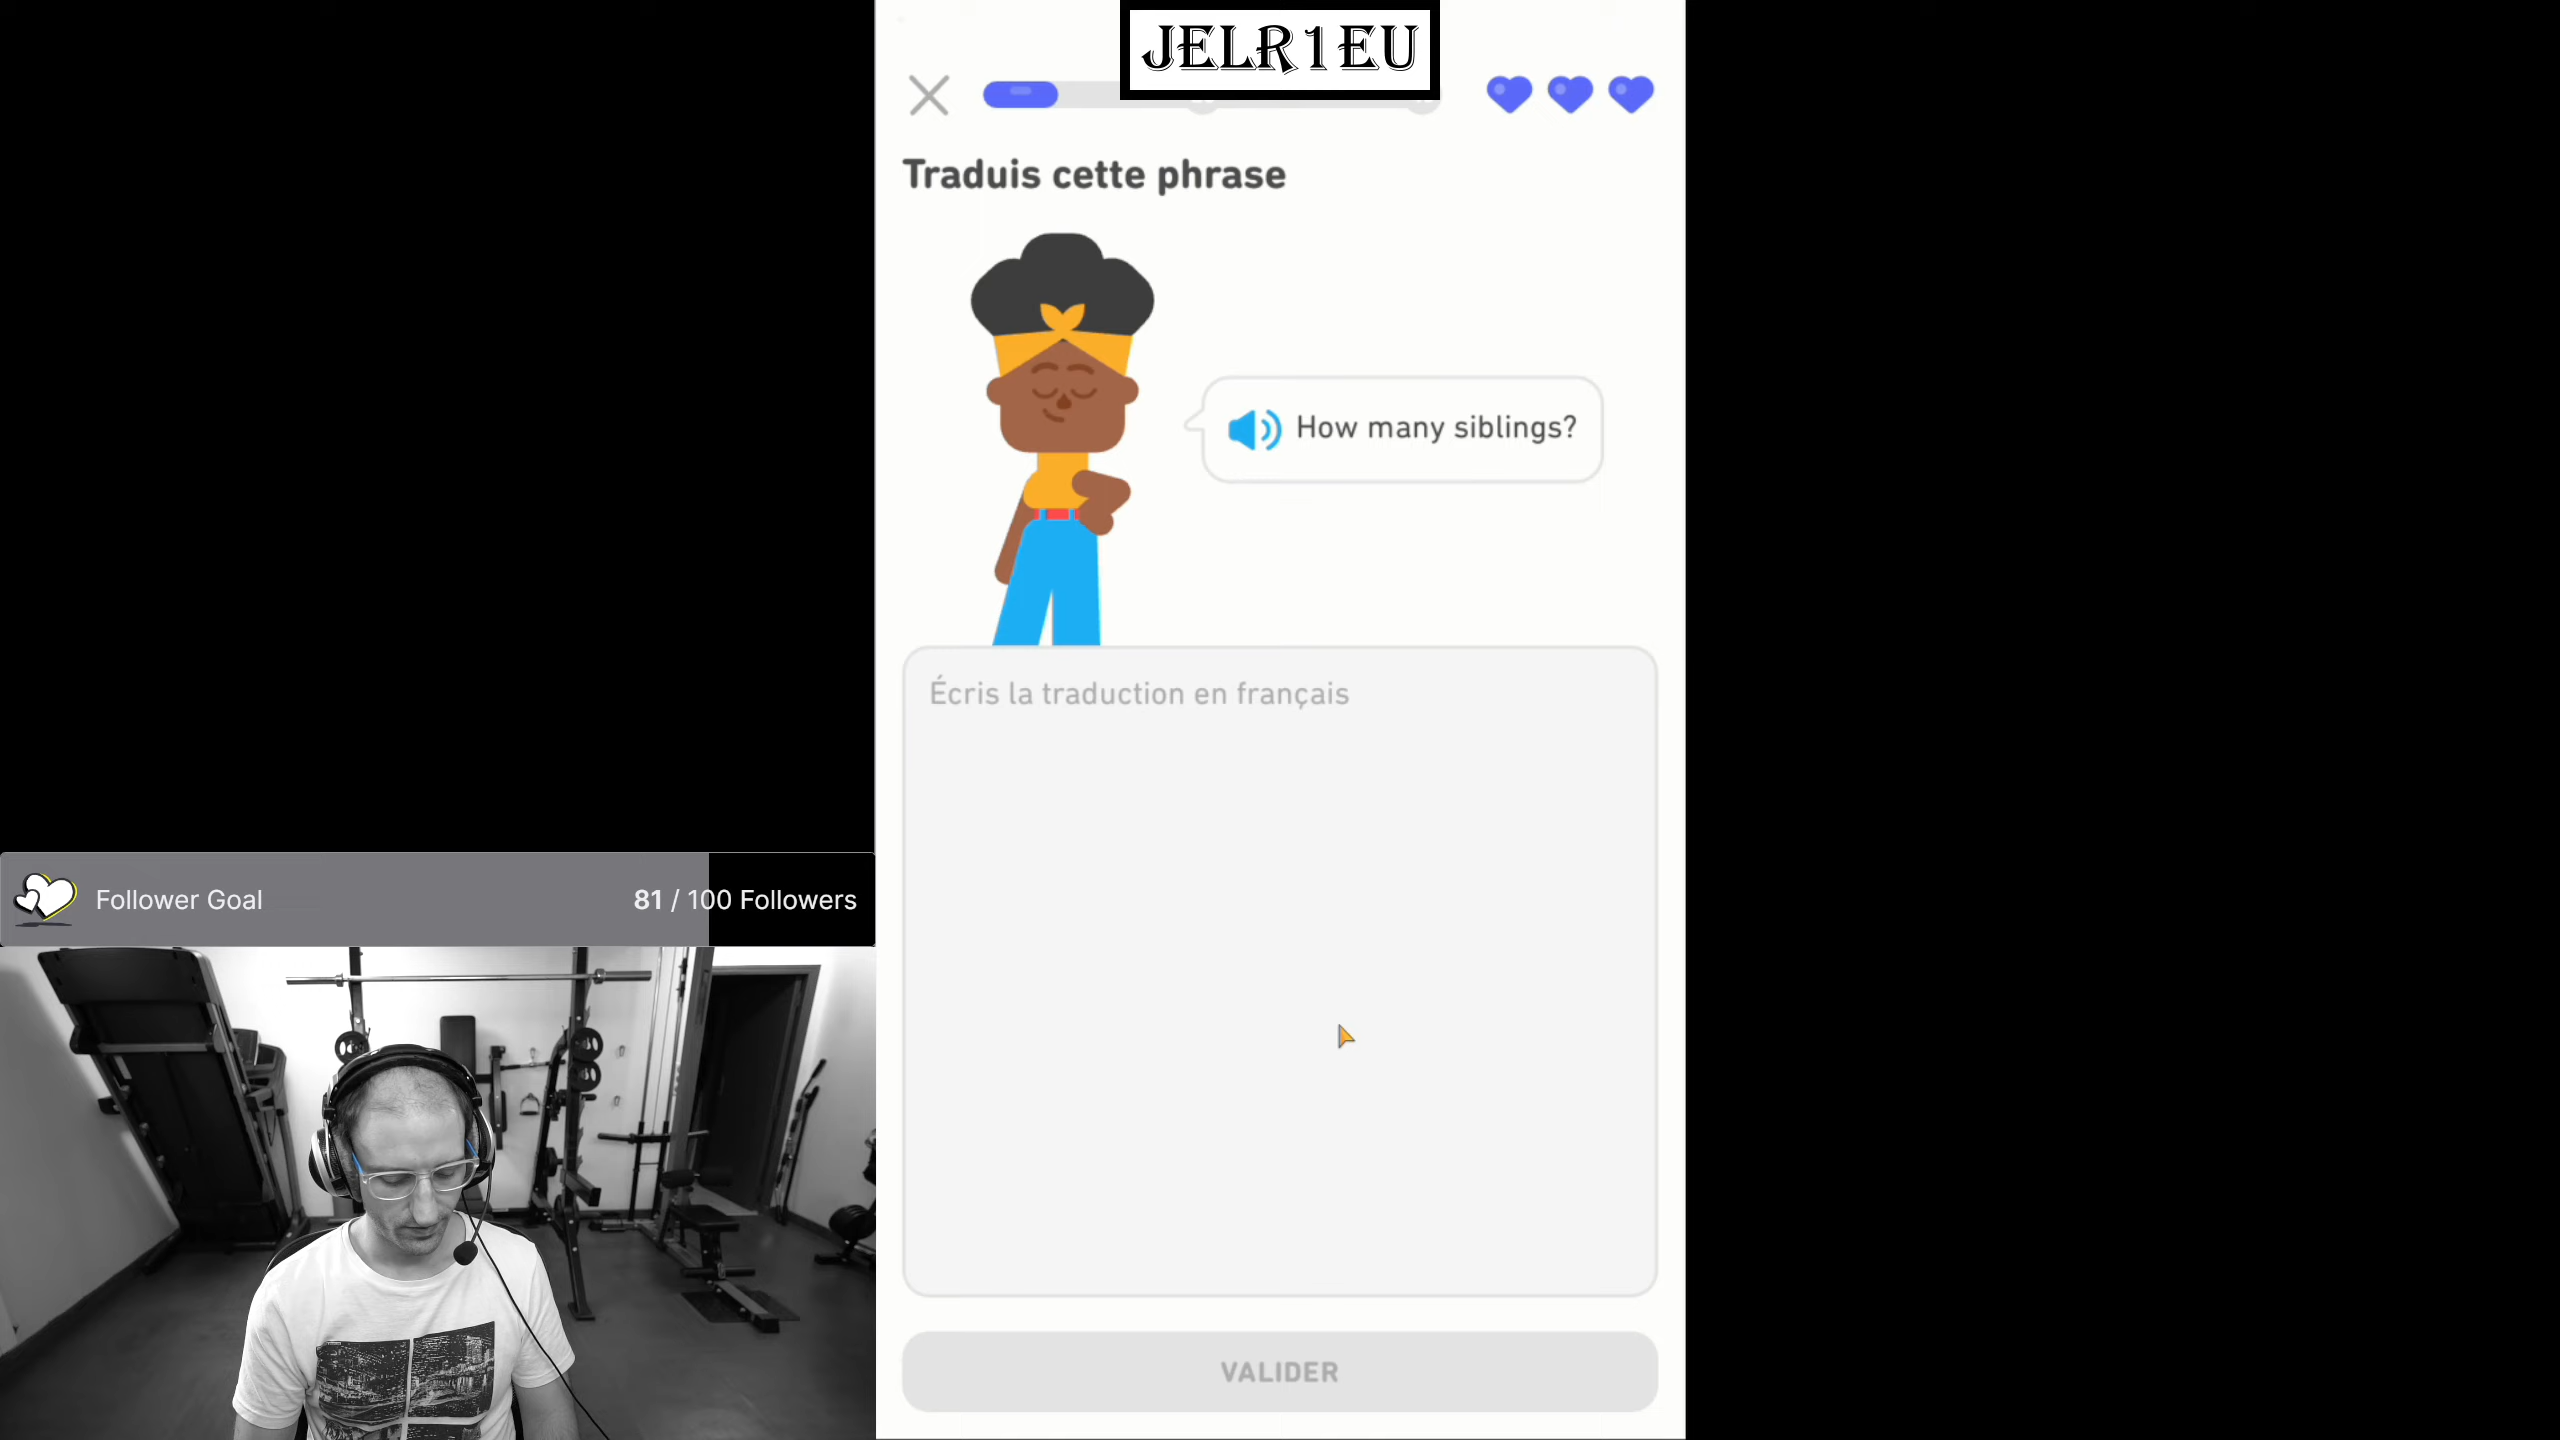 JELR1EU
Traduis cette phrase
How many siblings?
Écris la traduction en français
Follower Goal
81 / 100 Followers
VALIDER